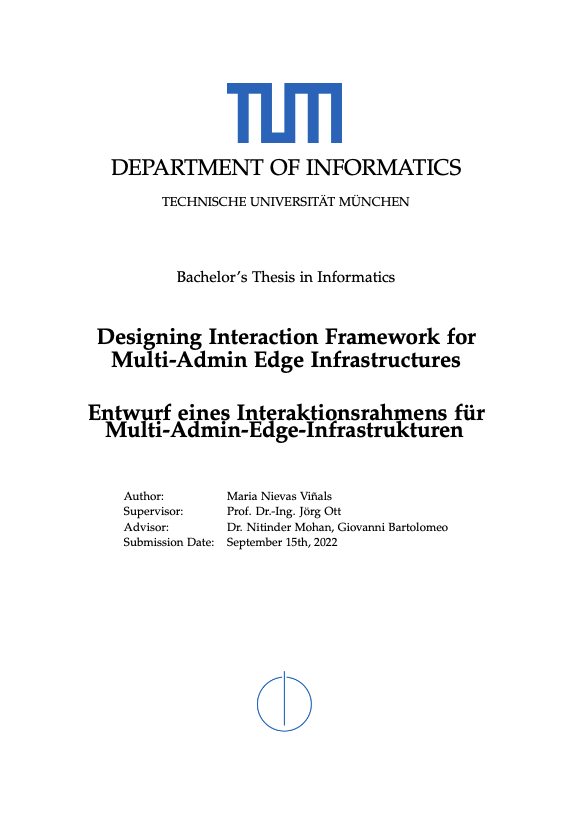 TUM
DEPARTMENT OF INFORMATICS
TECHNISCHE UNIVERSITÄT MÜNCHEN
Bachelor's Thesis in Informatics
Designing Interaction Framework for
Multi-Admin Edge Infrastructures
Entwurf eines Interaktionsrahmens für
Multi-Admin-Edge-Infrastrukturen
Author: Maria Nievas Viñals
Supervisor: Prof. Dr.-Ing. Jörg Ott
Advisor: Dr. Nitinder Mohan, Giovanni Bartolomeo
Submission Date: September 15th, 2022